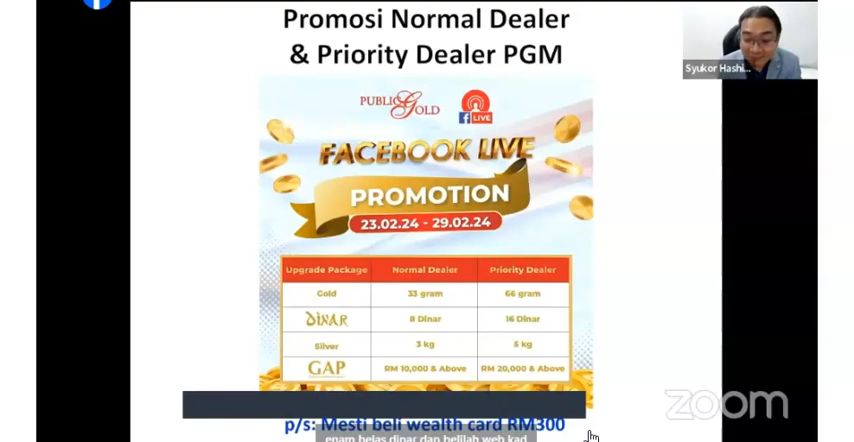 Promosi Normal Dealer
& Priority Dealer PGM
Syukor Hashi...
PUBLIC GOLD
f LIVE
FACEBOOK LIVE
PROMOTION
23.02.24 - 29.02.24
Upgrade Package Normal Dealer Priority Dealer
Gold 33 gram 66 gram
DINAR 8 Dinar 16 Dinar
Silver 3 kg 5 kg
GAP RM 10,000 & Above RM 20,000 & Above
p/s: Mesti beli wealth card RM300
enam belas dinar dan belilah web kad
zoom